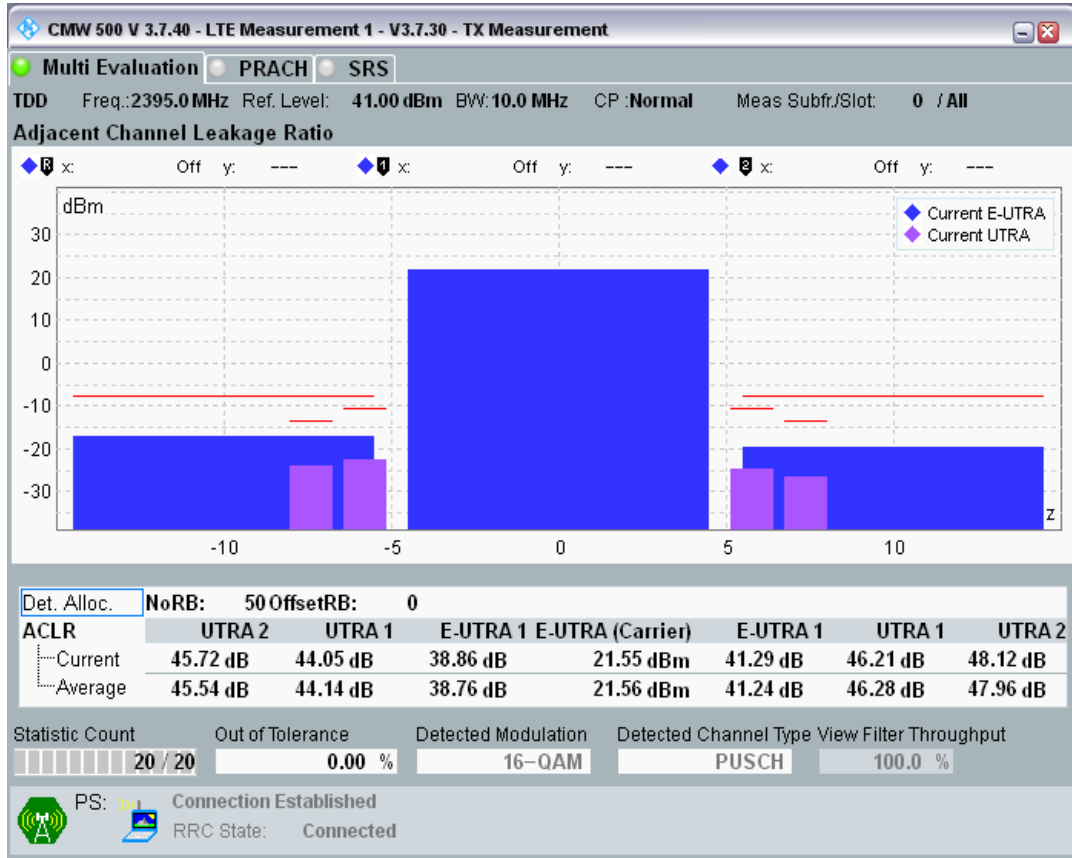 CMW 500 V 3.7.40 - LTE Measurement 1 - V3.7.30 - TX Measurement
Multi Evaluation PRACH SRS
TDD Freq.:2395.0 MHz Ref. Level: 41.00 dBm BW: 10.0 MHz CP :Normal Meas Subfr./Slot: 0 / All
Adjacent Channel Leakage Ratio
R x: Off y: --- 1 x: Off y: --- 2 x: Off y: ---
dBm
Current E-UTRA
Current UTRA
30
20
10
0
-10
-20
-30
z
-10 -5 0 5 10
Det. Alloc. NoRB: 50 OffsetRB: 0
ACLR UTRA 2 UTRA 1 E-UTRA 1 E-UTRA (Carrier) E-UTRA 1 UTRA 1 UTRA 2
Current 45.72 dB 44.05 dB 38.86 dB 21.55 dBm 41.29 dB 46.21 dB 48.12 dB
Average 45.54 dB 44.14 dB 38.76 dB 21.56 dBm 41.24 dB 46.28 dB 47.96 dB
Statistic Count Out of Tolerance Detected Modulation Detected Channel Type View Filter Throughput
20 / 20 0.00 % 16-QAM PUSCH 100.0 %
PS: Connection Established
RRC State: Connected